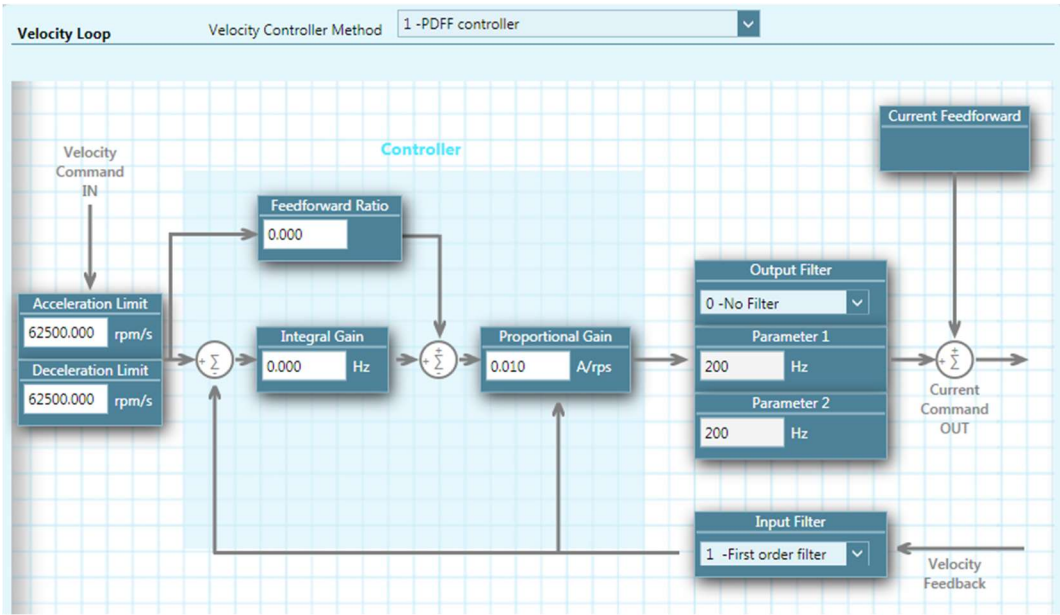 Velocity Loop
Velocity Controller Method
1 -PDFF controller
Current Feedforward
Controller
Velocity
Command
IN
Feedforward Ratio
0.000
Acceleration Limit
62500.000 rpm/s
Deceleration Limit
62500.000 rpm/s
+ Σ -
Integral Gain
0.000 Hz
+ + Σ -
Proportional Gain
0.010 A/rps
Output Filter
0 -No Filter
Parameter 1
200 Hz
Parameter 2
200 Hz
+ + Σ -
Current
Command
OUT
Input Filter
1 -First order filter
Velocity
Feedback